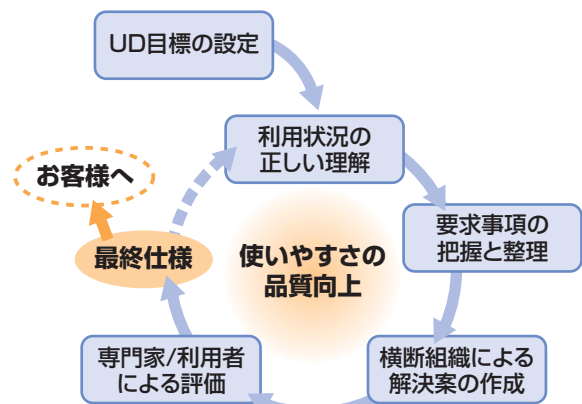 UD目標の設定
利用状況の
正しい理解
お客様へ
要求事項の
把握と整理
最終仕様
使いやすさの
品質向上
専門家/利用者
による評価
横断組織による
解決案の作成